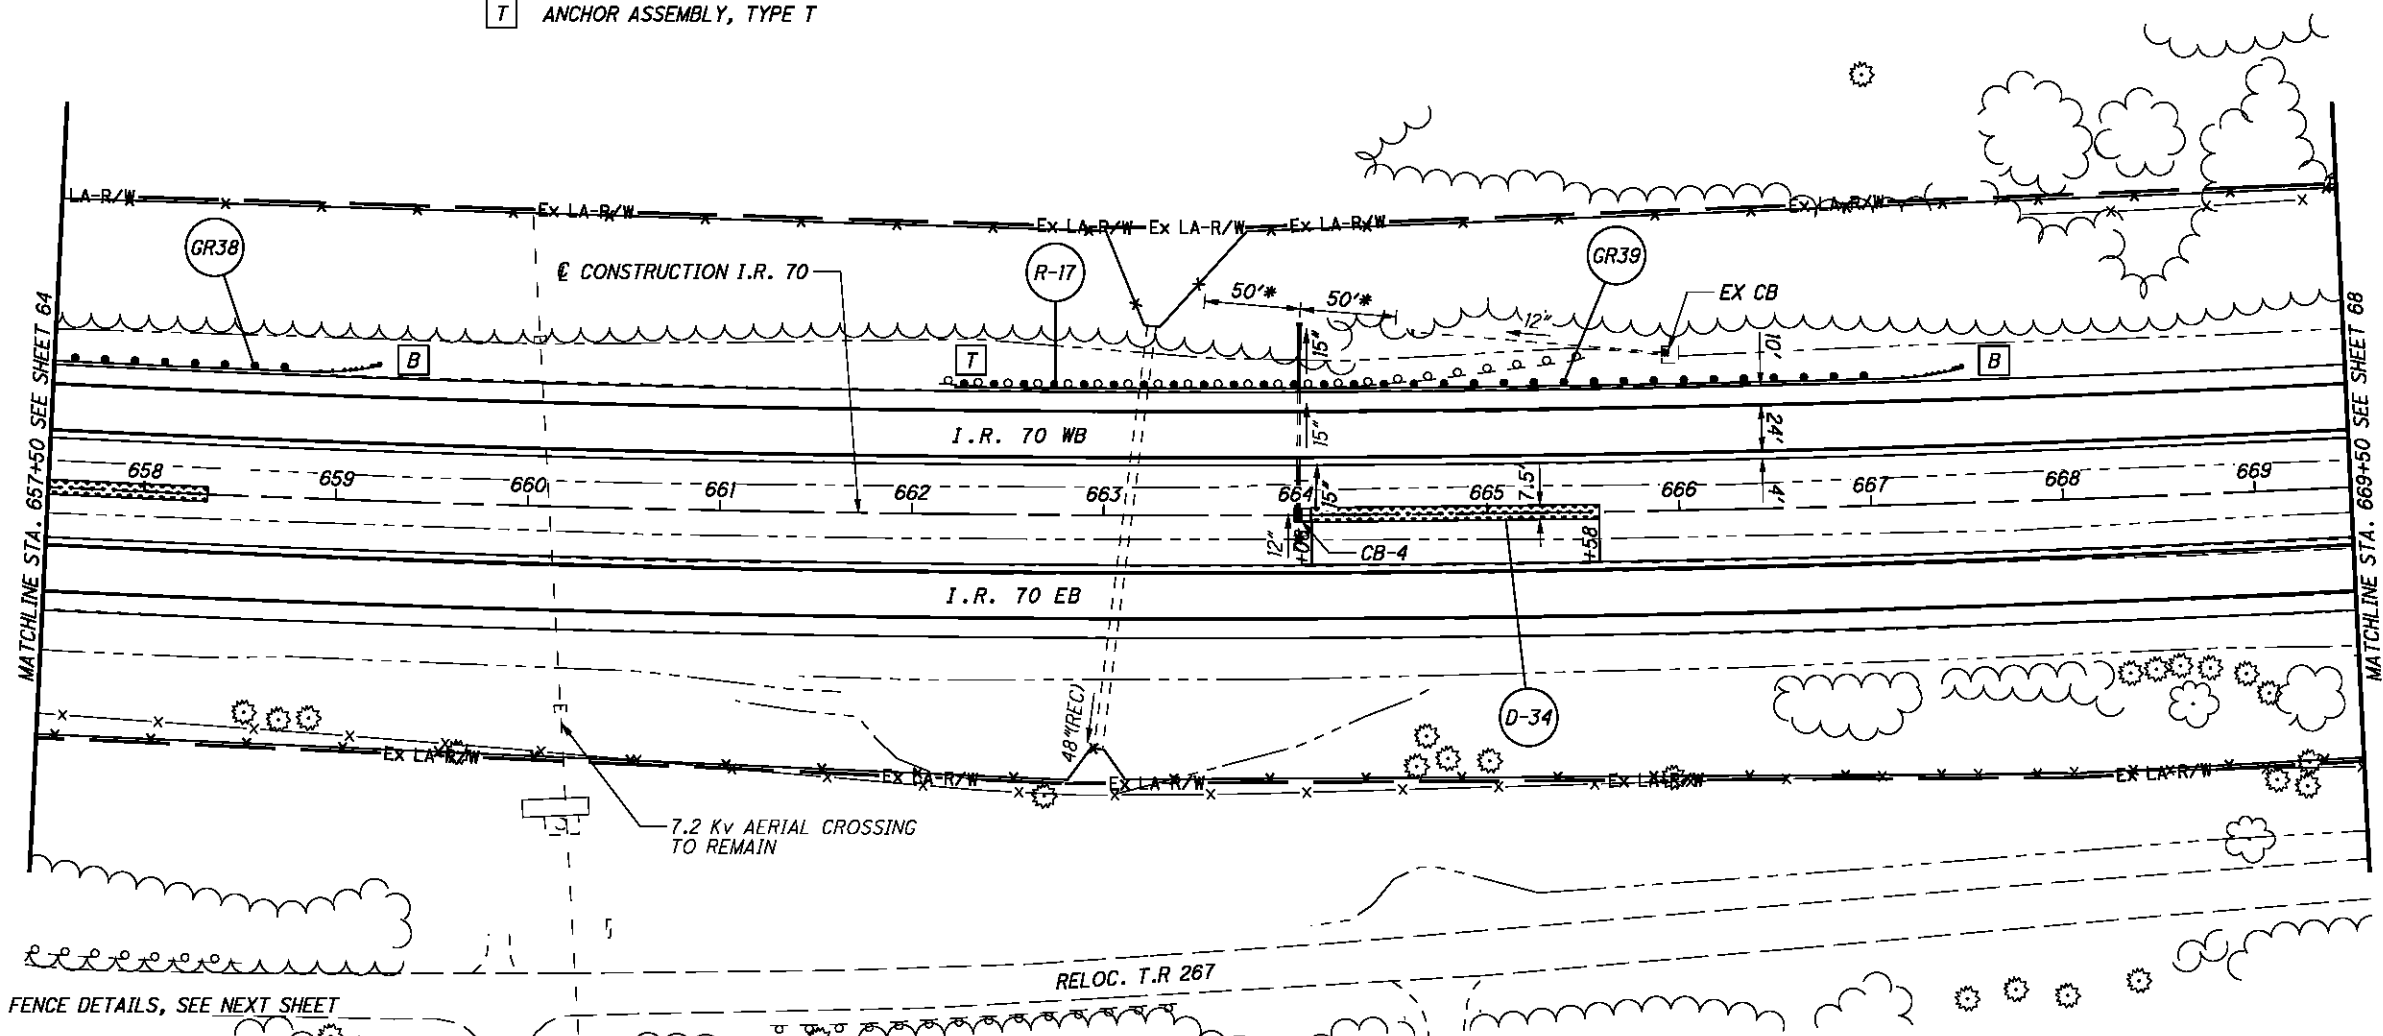 T ANCHOR ASSEMBLY, TYPE T
LA-R/W
Ex LA-R/W
Ex LA-R/W
Ex LA-R/W
Ex LA-R/W
Ex LA-R/W
GR38
℄ CONSTRUCTION I.R. 70
R-17
GR39
50'*
50'*
EX CB
12"
15"
10'
B
T
B
MATCHLINE STA. 657+50 SEE SHEET 64
MATCHLINE STA. 669+50 SEE SHEET 68
I.R. 70 WB
15"
24'
658
659
660
661
662
663
664
665
666
667
668
669
15"
7.5'
4'
12"
CB-4
+58
I.R. 70 EB
48"(REC)
D-34
Ex LA-R/W
Ex LA-R/W
Ex LA-R/W
Ex LA-R/W
Ex LA-R/W
7.2 Kv AERIAL CROSSING
TO REMAIN
RELOC. T.R 267
FENCE DETAILS, SEE NEXT SHEET